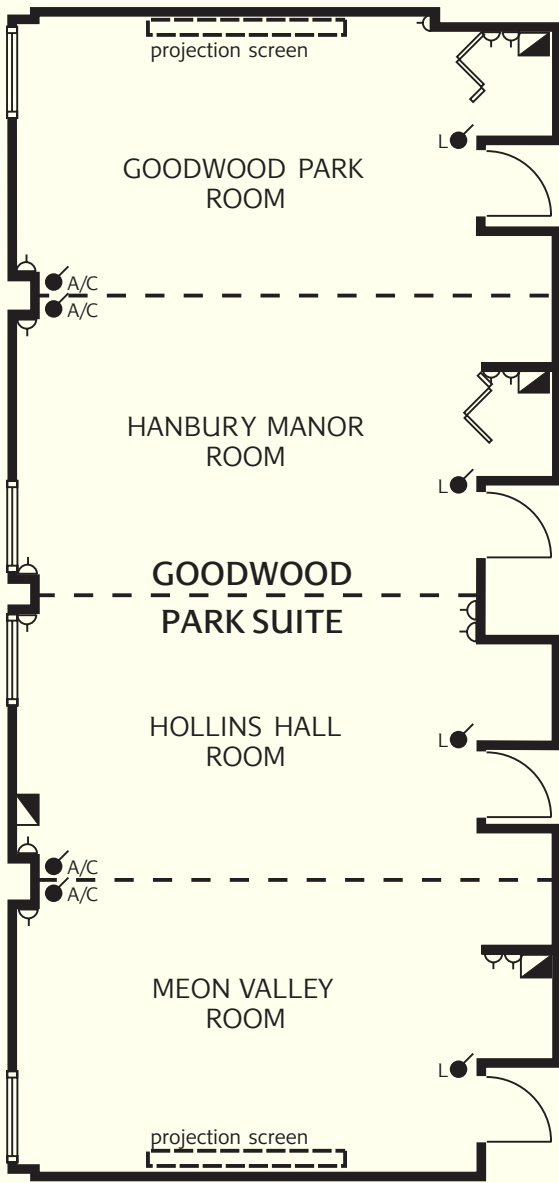 projection screen
L
GOODWOOD PARK
ROOM
A/C
A/C
HANBURY MANOR
ROOM
L
GOODWOOD
PARK SUITE
HOLLINS HALL
ROOM
L
A/C
A/C
MEON VALLEY
ROOM
L
projection screen